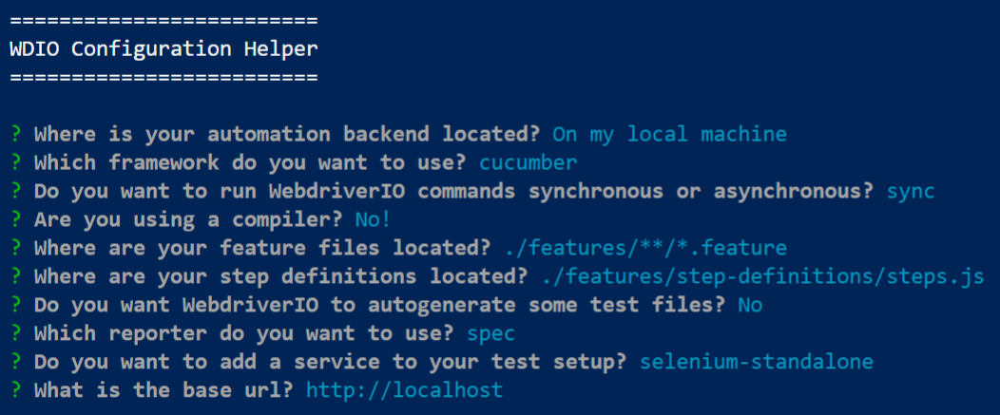 =========================
WDIO Configuration Helper
=========================
? Where is your automation backend located? On my local machine
? Which framework do you want to use? cucumber
? Do you want to run WebdriverIO commands synchronous or asynchronous? sync
? Are you using a compiler? No!
? Where are your feature files located? ./features/**/*.feature
? Where are your step definitions located? ./features/step-definitions/steps.js
? Do you want WebdriverIO to autogenerate some test files? No
? Which reporter do you want to use? spec
? Do you want to add a service to your test setup? selenium-standalone
? What is the base url? http://localhost